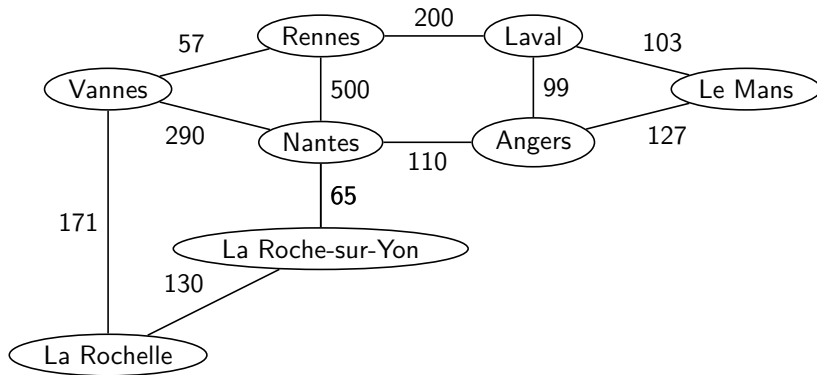 200
Rennes
Laval
57
103
Vannes
500
99
Le Mans
290
Nantes
Angers
127
110
65
171
La Roche-sur-Yon
130
La Rochelle